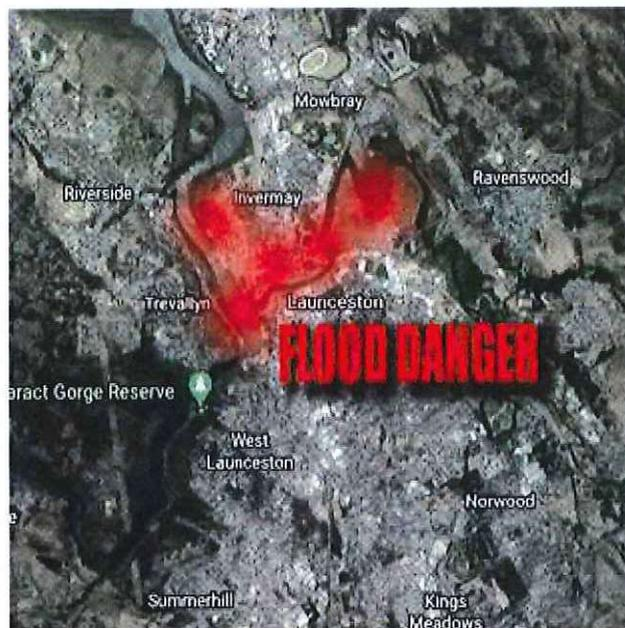 Mowbray
Riverside
Invermay
Ravenswood
Trevallyn
Launceston
FLOOD DANGER
aract Gorge Reserve
West
Launceston
Norwood
e
Summerhill
Kings
Meadows